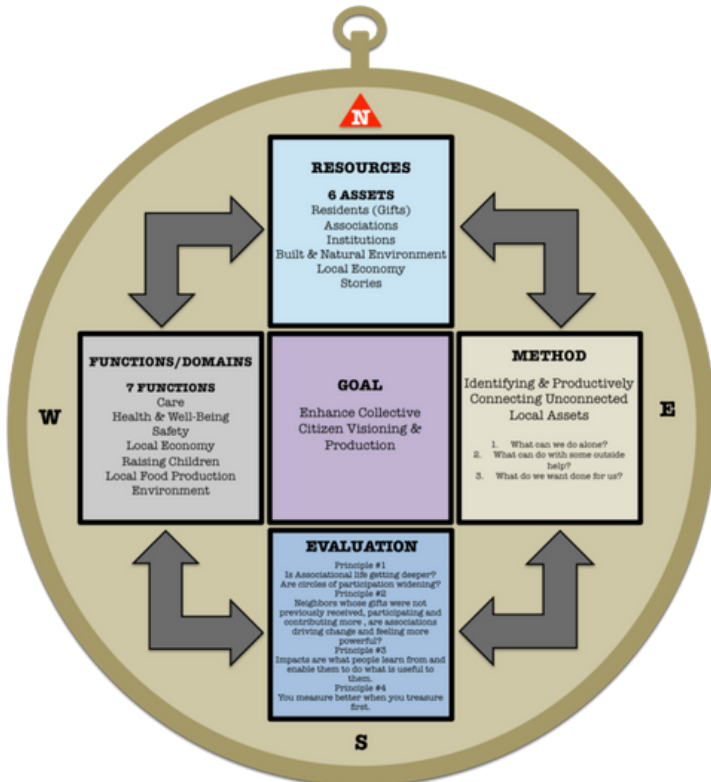 N
RESOURCES
6 ASSETS
Residents (Gifts)
Associations
Institutions
Built & Natural Environment
Local Economy
Stories
W
FUNCTIONS/DOMAINS
7 FUNCTIONS
Care
Health & Well-Being
Safety
Local Economy
Raising Children
Local Food Production
Environment
GOAL
Enhance Collective
Citizen Visioning &
Production
METHOD
Identifying & Productively
Connecting Unconnected
Local Assets
1. What can we do alone?
2. What can do with some outside
help?
3. What do we want done for us?
E
EVALUATION
Principle #1
Is Associational life getting deeper?
Are circles of participation widening?
Principle #2
Neighbors whose gifts were not
previously received, participating and
contributing more , are associations
driving change and feeling more
powerful?
Principle #3
Impacts are what people learn from and
enable them to do what is useful to
them.
Principle #4
You measure better when you treasure
first.
S